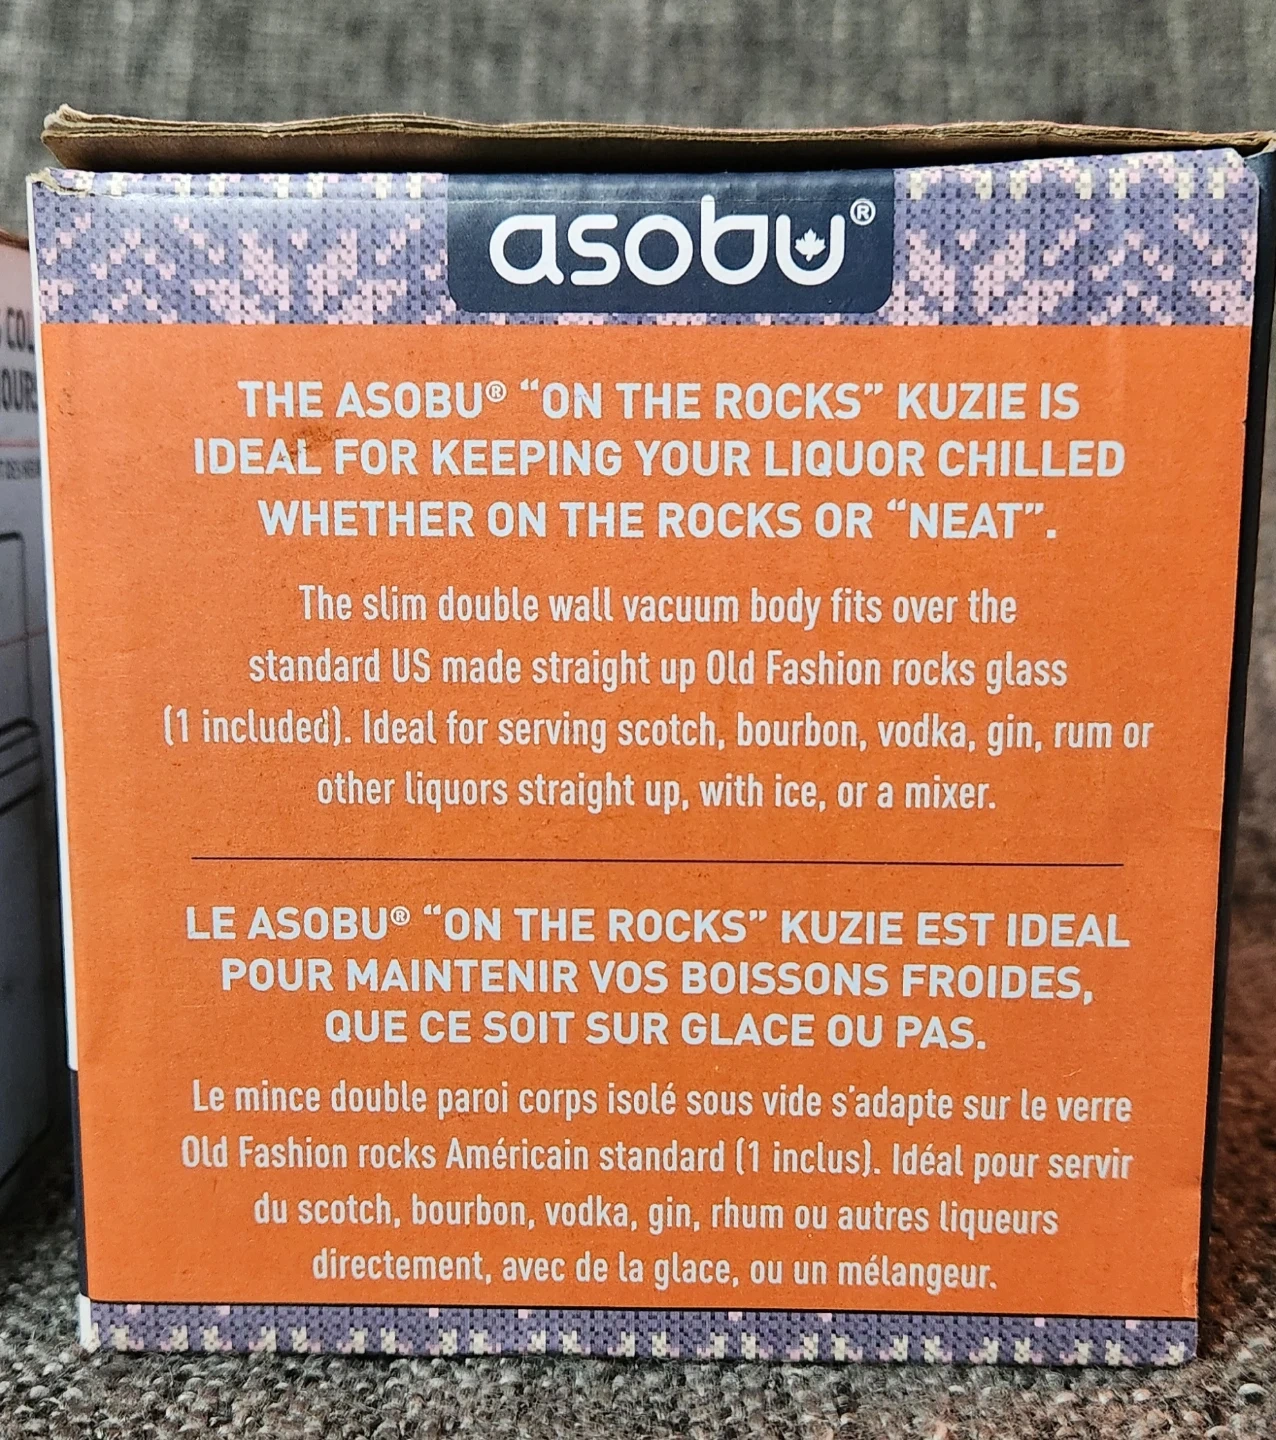 asobu®
THE ASOBU® “ON THE ROCKS” KUZIE IS
IDEAL FOR KEEPING YOUR LIQUOR CHILLED
WHETHER ON THE ROCKS OR “NEAT”.
The slim double wall vacuum body fits over the
standard US made straight up Old Fashion rocks glass
(1 included). Ideal for serving scotch, bourbon, vodka, gin, rum or
other liquors straight up, with ice, or a mixer.
LE ASOBU® “ON THE ROCKS” KUZIE EST IDEAL
POUR MAINTENIR VOS BOISSONS FROIDES,
QUE CE SOIT SUR GLACE OU PAS.
Le mince double paroi corps isolé sous vide s'adapte sur le verre
Old Fashion rocks Américain standard (1 inclus). Idéal pour servir
du scotch, bourbon, vodka, gin, rhum ou autres liqueurs
directement, avec de la glace, ou un mélangeur.